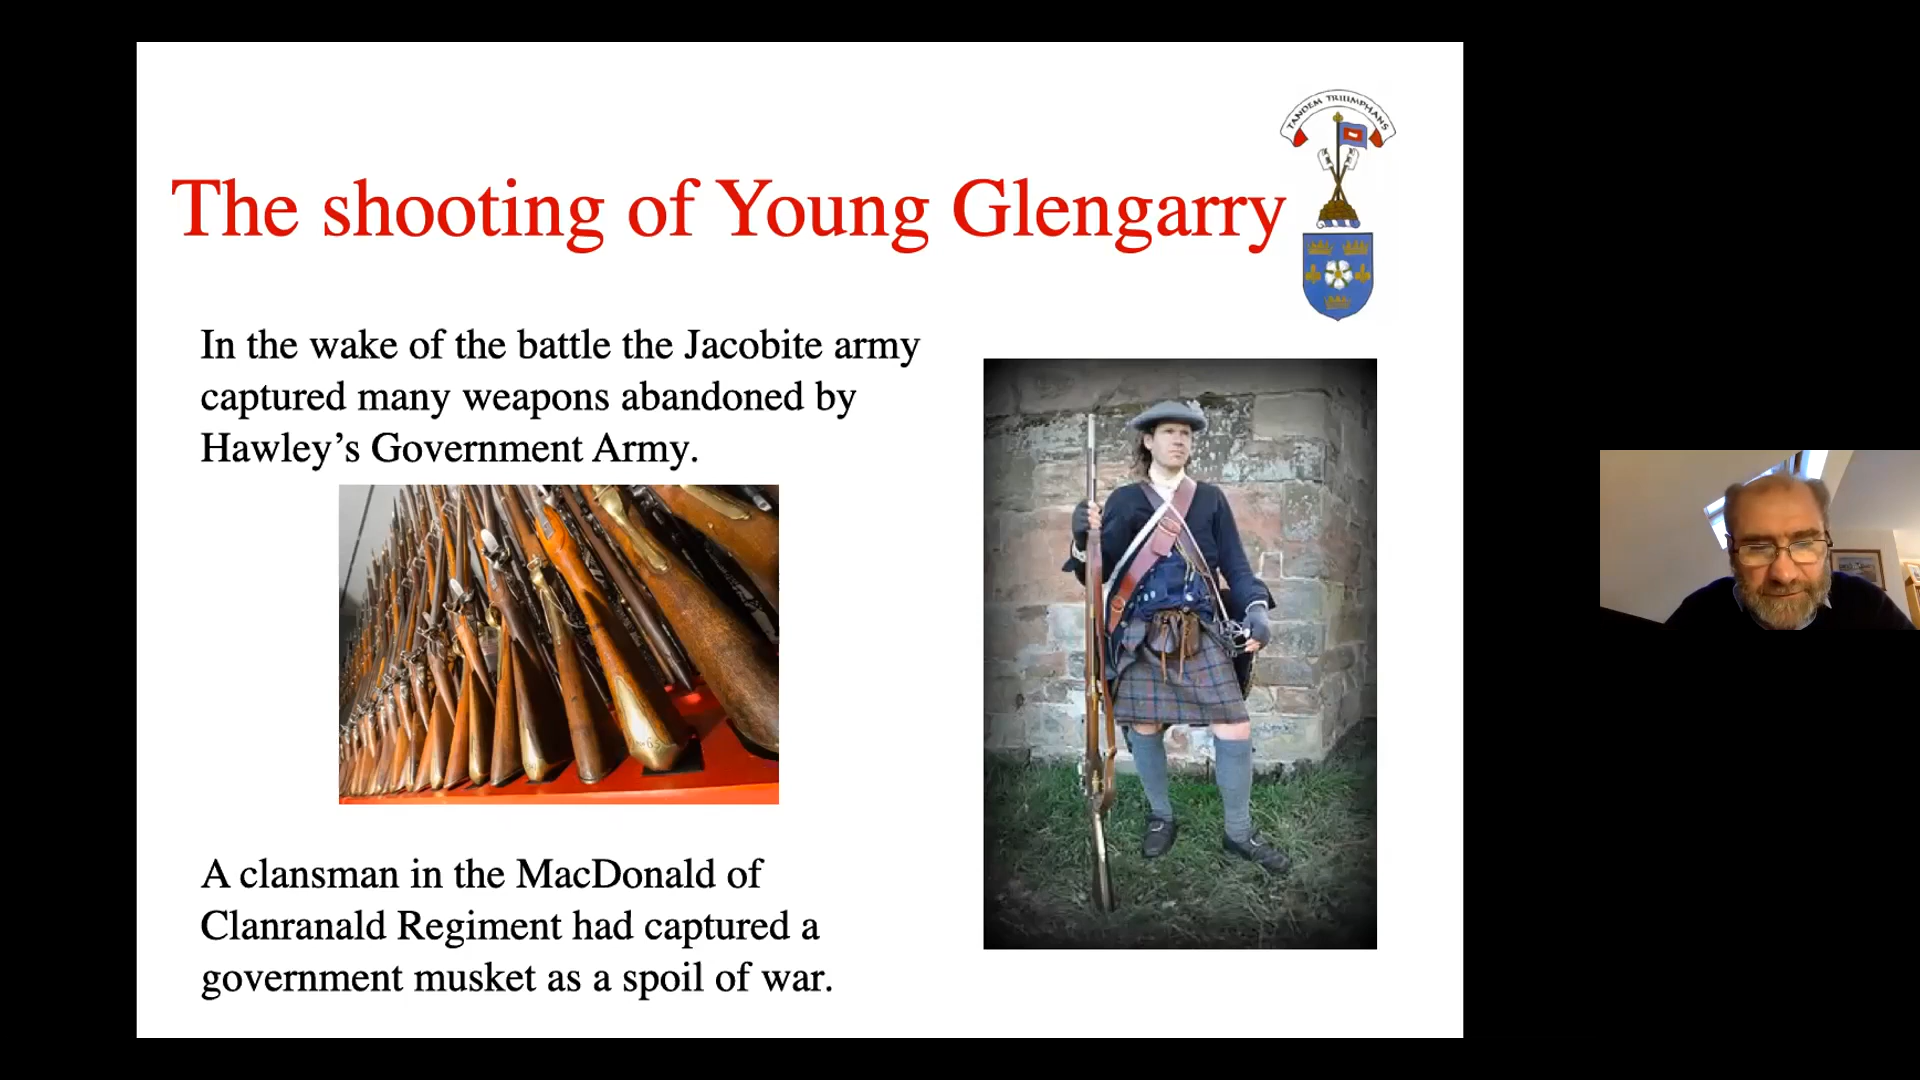 TANDEM TRIUMPHANS
The shooting of Young Glengarry
In the wake of the battle the Jacobite army
captured many weapons abandoned by
Hawley’s Government Army.
A clansman in the MacDonald of
Clanranald Regiment had captured a
government musket as a spoil of war.